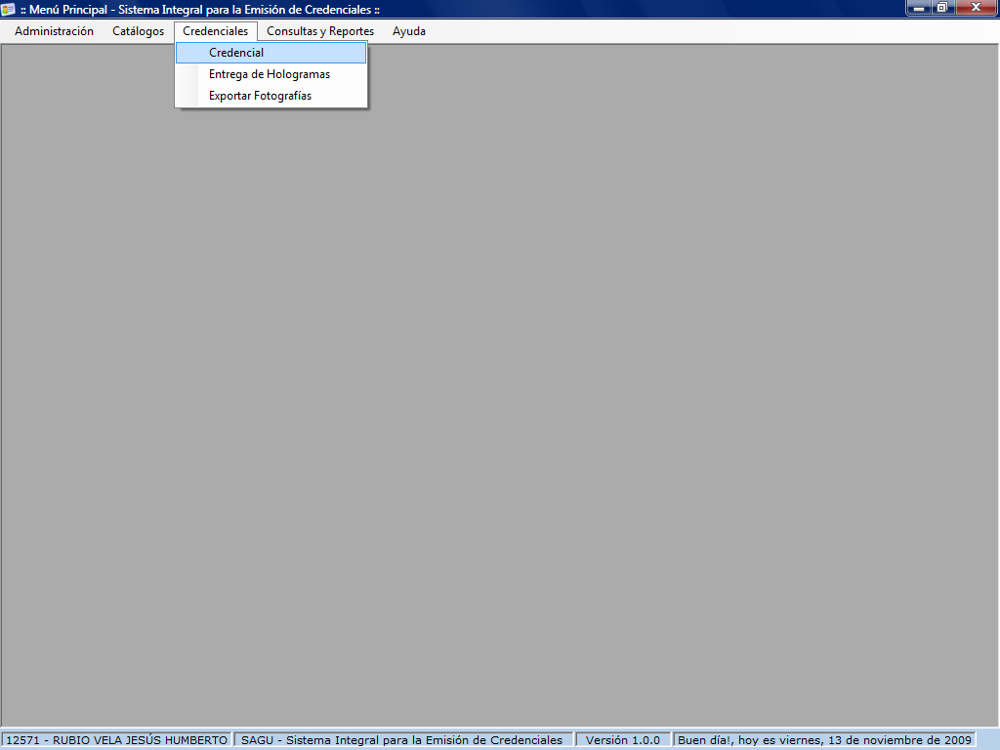 :: Menú Principal - Sistema Integral para la Emisión de Credenciales ::
Administración Catálogos Credenciales Consultas y Reportes Ayuda
Credencial
Entrega de Hologramas
Exportar Fotografías
12571 - RUBIO VELA JESÚS HUMBERTO SAGU - Sistema Integral para la Emisión de Credenciales Versión 1.0.0 Buen día!, hoy es viernes, 13 de noviembre de 2009